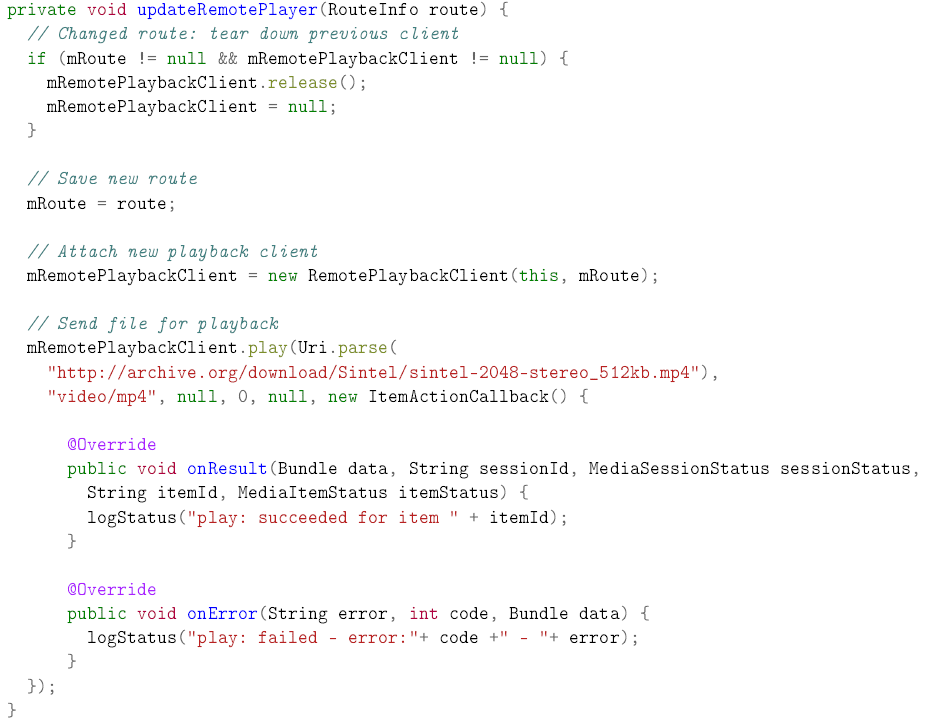 private void updateRemotePlayer(RouteInfo route) {
  // Changed route: tear down previous client
  if (mRoute != null && mRemotePlaybackClient != null) {
    mRemotePlaybackClient.release();
    mRemotePlaybackClient = null;
  }

  // Save new route
  mRoute = route;

  // Attach new playback client
  mRemotePlaybackClient = new RemotePlaybackClient(this, mRoute);

  // Send file for playback
  mRemotePlaybackClient.play(Uri.parse(
    "http://archive.org/download/Sintel/sintel-2048-stereo_512kb.mp4"),
    "video/mp4", null, 0, null, new ItemActionCallback() {

      @Override
      public void onResult(Bundle data, String sessionId, MediaSessionStatus sessionStatus,
        String itemId, MediaItemStatus itemStatus) {
        logStatus("play: succeeded for item " + itemId);
      }

      @Override
      public void onError(String error, int code, Bundle data) {
        logStatus("play: failed - error:"+ code +" - "+ error);
      }
  });
}